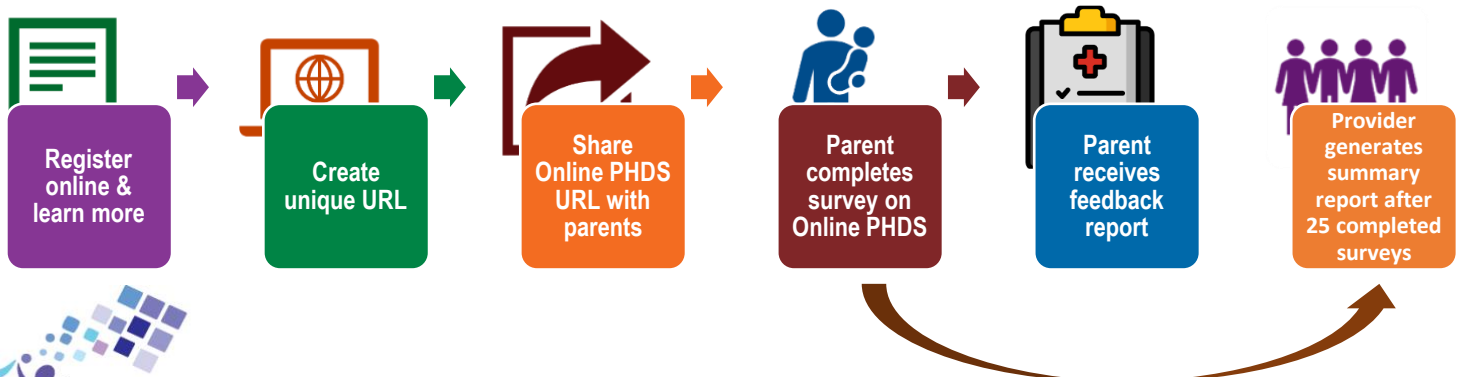 Register
online &
learn more
Create
unique URL
Share
Online PHDS
URL with
parents
Parent
completes
survey on
Online PHDS
Parent
receives
feedback
report
Provider
generates
summary
report after
25 completed
surveys